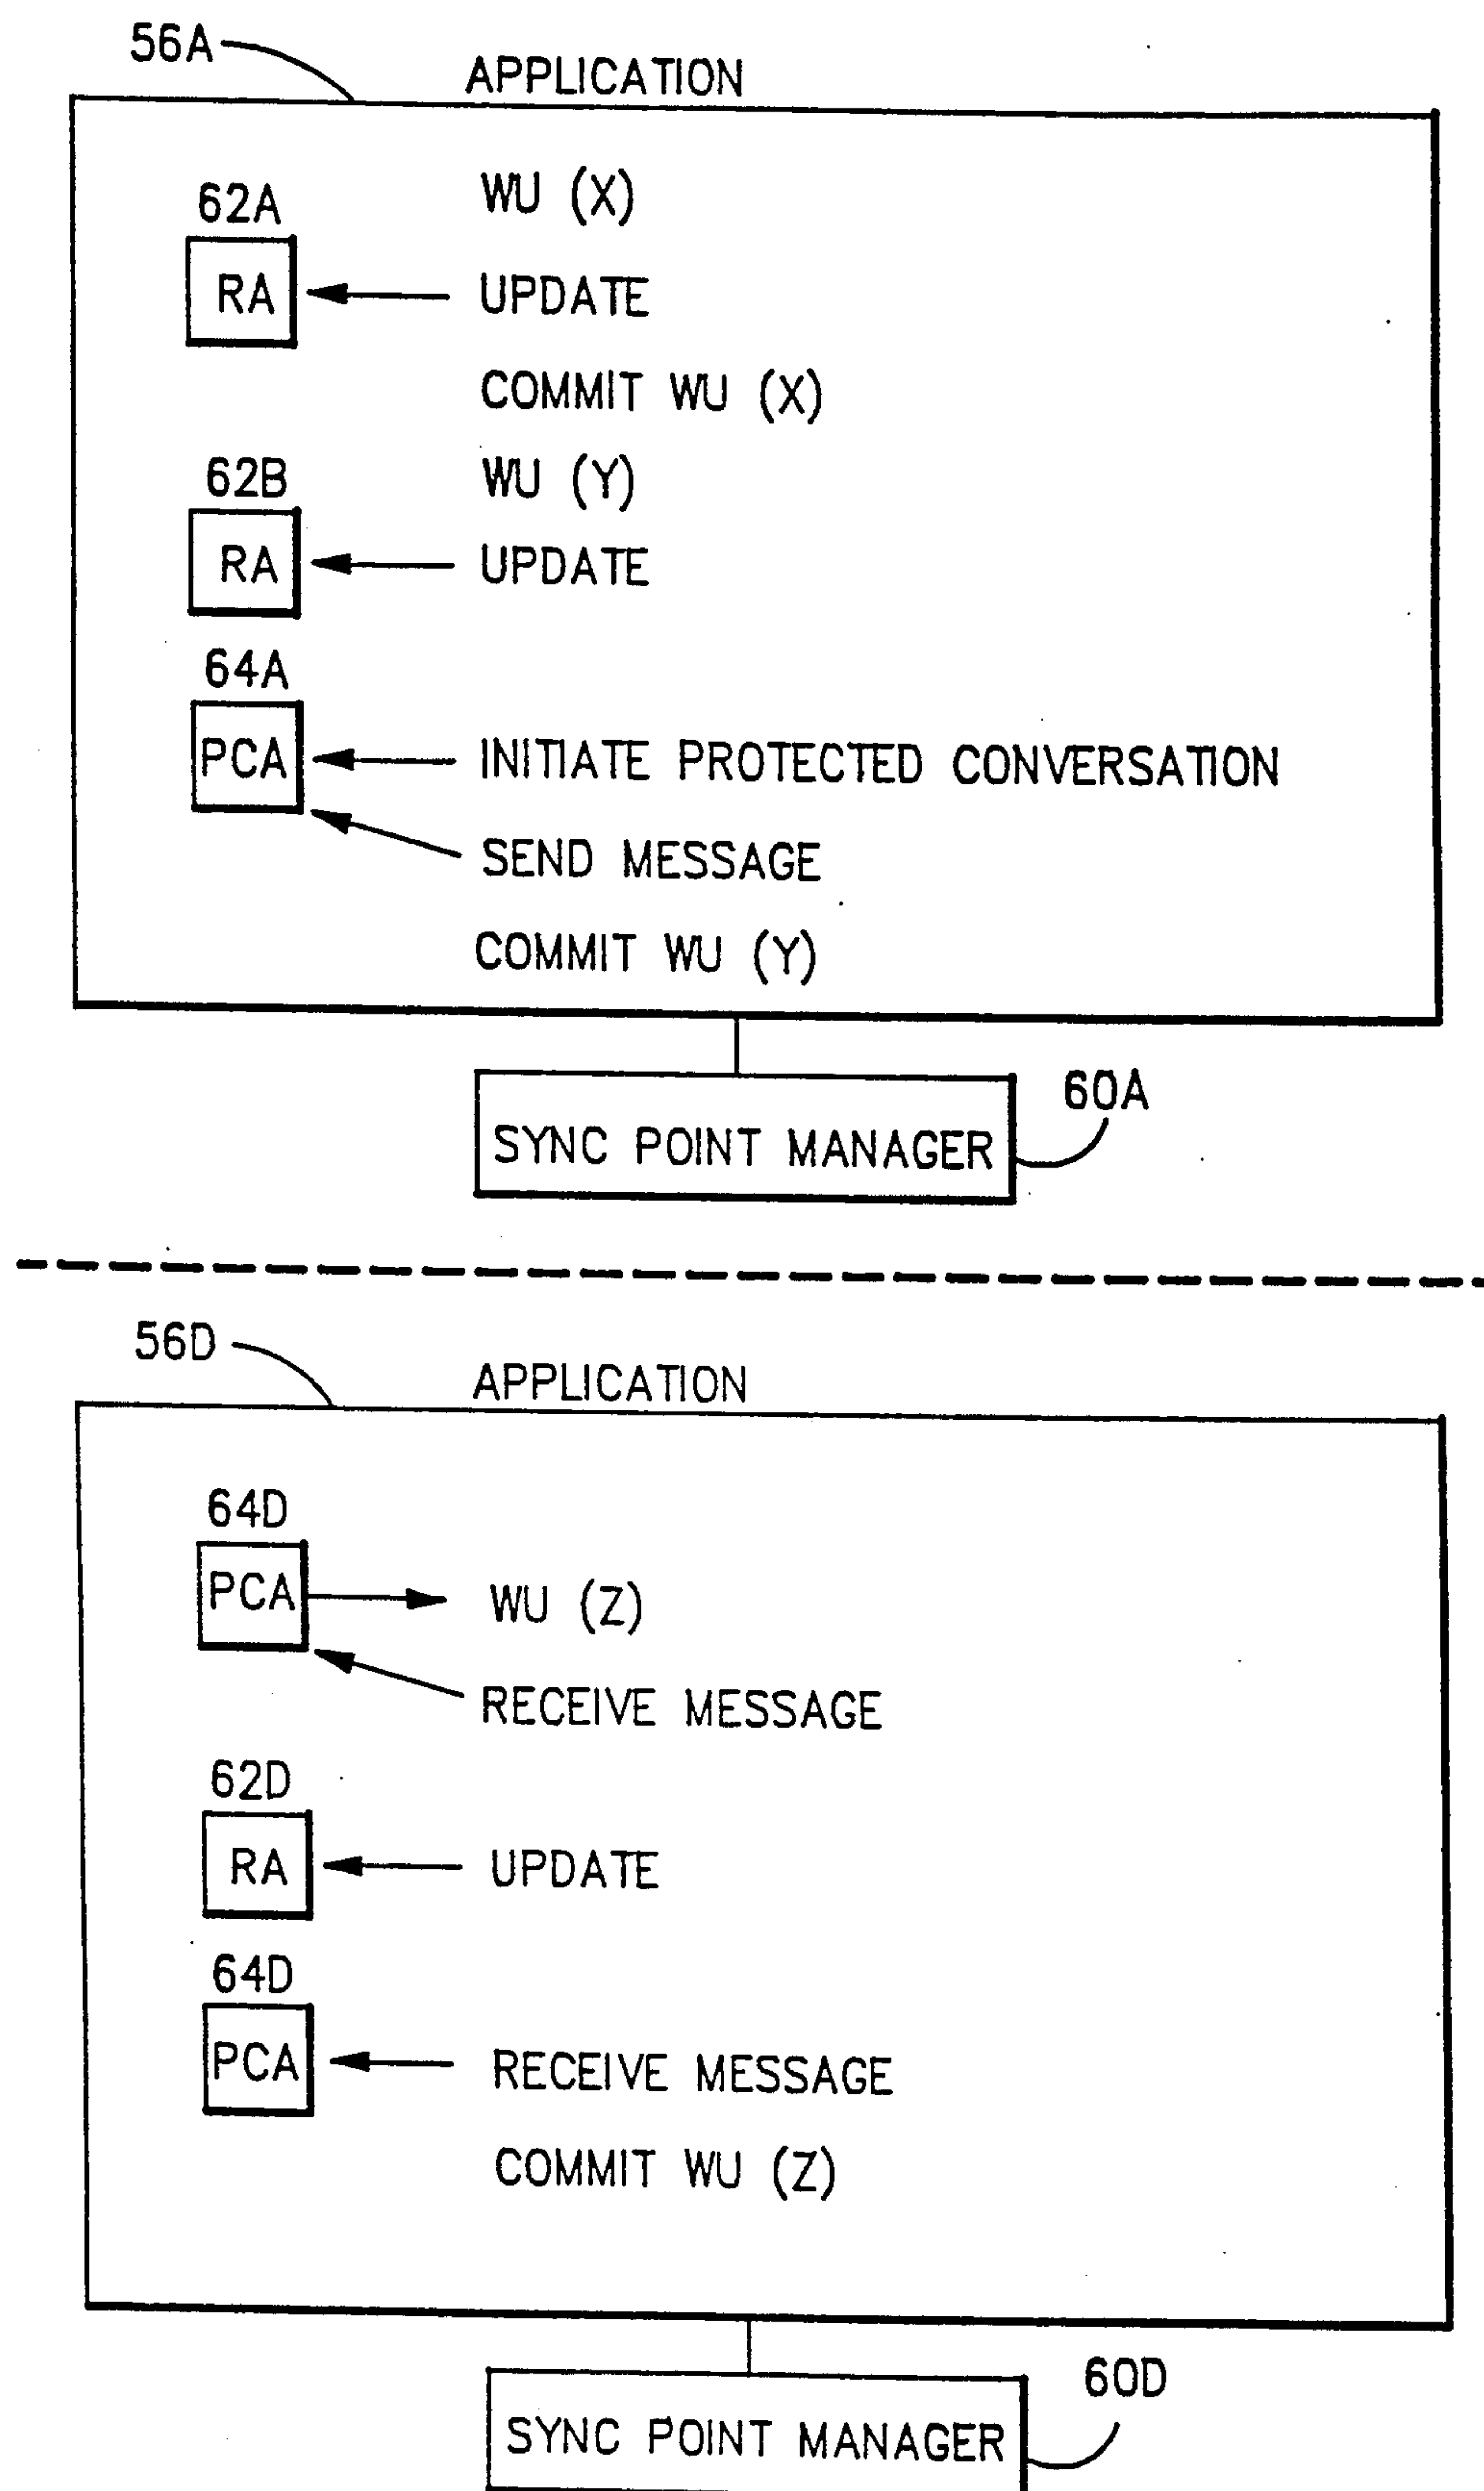 56A
APPLICATION
WU (X)
62A
RA
UPDATE
COMMIT WU (X)
62B
WU (Y)
RA
UPDATE
64A
PCA
INITIATE PROTECTED CONVERSATION
SEND MESSAGE
COMMIT WU (Y)
60A
SYNC POINT MANAGER
56D
APPLICATION
64D
PCA
WU (Z)
RECEIVE MESSAGE
62D
RA
UPDATE
64D
PCA
RECEIVE MESSAGE
COMMIT WU (Z)
60D
SYNC POINT MANAGER